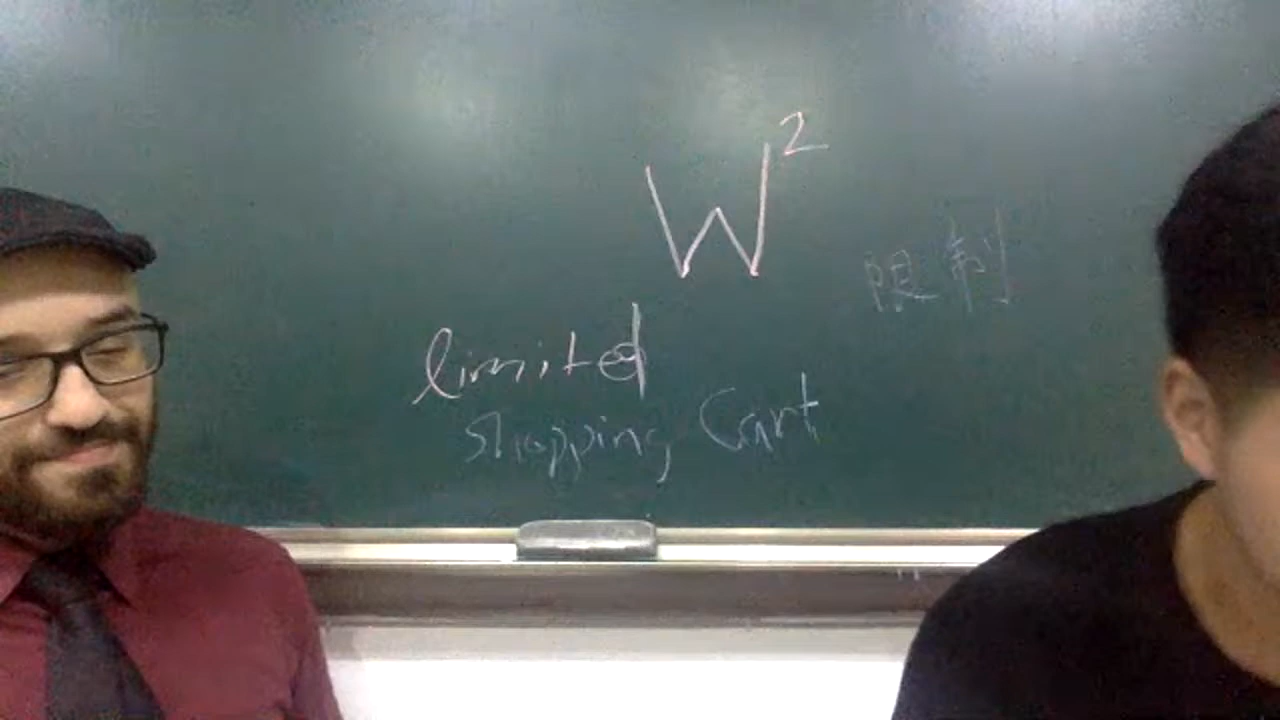 W²
限制
limited
shopping Cart